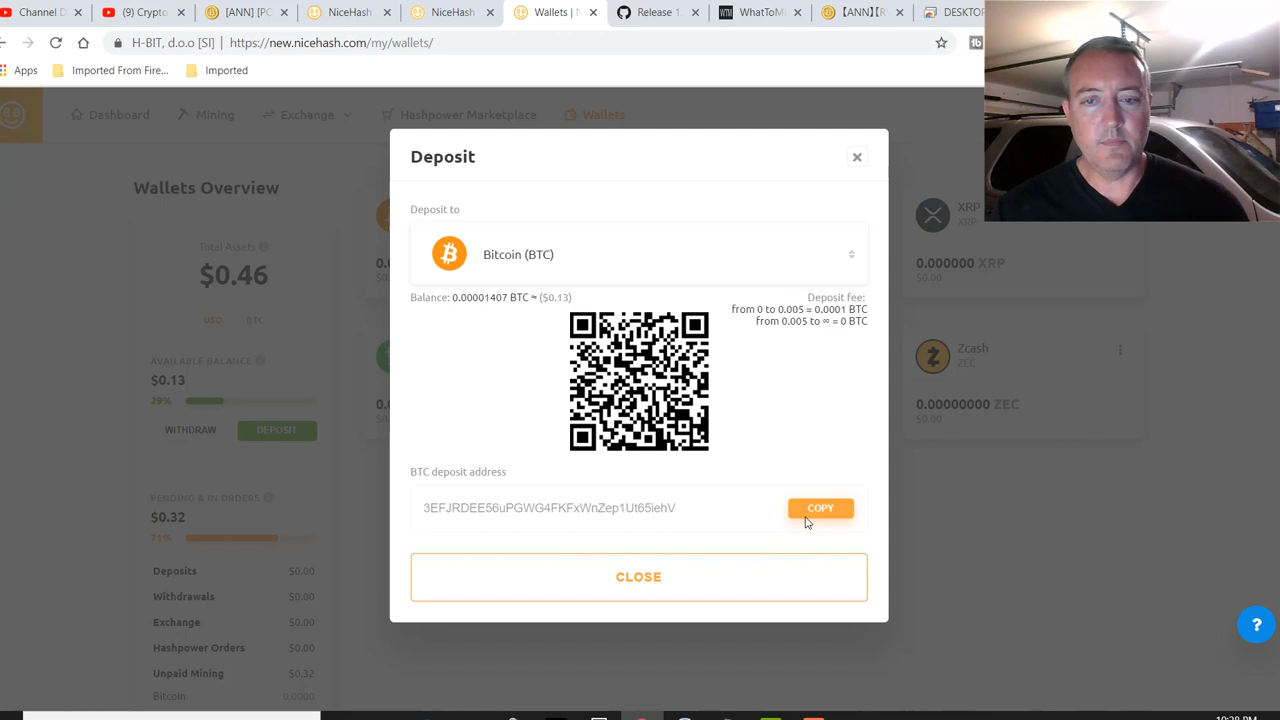 Channel D
(9) Crypto
[ANN] [PC
NiceHash
NiceHash
Wallets | N
Release 1.
WhatToMi
【ANN】【R
DESKTOP
H-BIT, d.o.o [SI] | https://new.nicehash.com/my/wallets/
Apps
Imported From Fire...
Imported
Dashboard
Mining
Exchange
Hashpower Marketplace
Wallets
Wallets Overview
Total Assets
$0.46
USD
BTC
AVAILABLE BALANCE
$0.13
29%
WITHDRAW
DEPOSIT
PENDING & IN ORDERS
$0.32
71%
Deposits $0.00
Withdrawals $0.00
Exchange $0.00
Hashpower Orders $0.00
Unpaid Mining $0.32
Bitcoin 0.0000
Deposit
Deposit to
Bitcoin (BTC)
Balance: 0.00001407 BTC ≈ ($0.13)
Deposit fee:
from 0 to 0.005 = 0.0001 BTC
from 0.005 to ∞ = 0 BTC
BTC deposit address
3EFJRDEE56uPGWG4FKFxWnZep1Ut65iehV
COPY
CLOSE
XRP
XRP
0.000000 XRP
$0.00
Zcash
ZEC
0.00000000 ZEC
$0.00
?